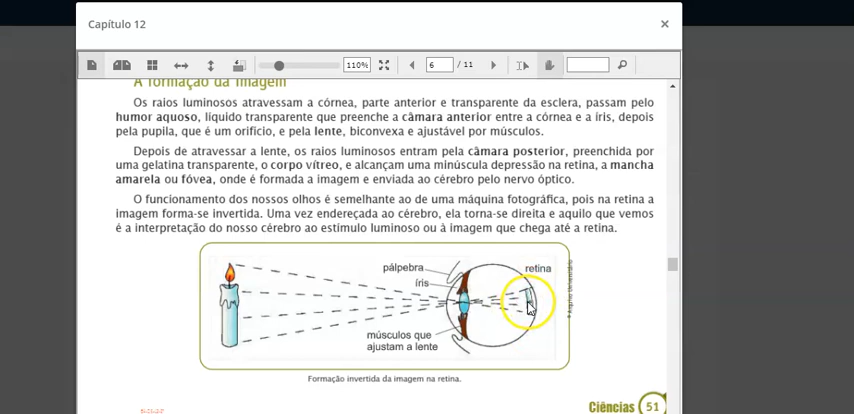 Capítulo 12 ×
110% 6 / 11
A formação da imagem
Os raios luminosos atravessam a córnea, parte anterior e transparente da esclera, passam pelo
humor aquoso, líquido transparente que preenche a câmara anterior entre a córnea e a íris, depois
pela pupila, que é um orifício, e pela lente, biconvexa e ajustável por músculos.
Depois de atravessar a lente, os raios luminosos entram pela câmara posterior, preenchida por
uma gelatina transparente, o corpo vítreo, e alcançam uma minúscula depressão na retina, a mancha
amarela ou fóvea, onde é formada a imagem e enviada ao cérebro pelo nervo óptico.
O funcionamento dos nossos olhos é semelhante ao de uma máquina fotográfica, pois na retina a
imagem forma-se invertida. Uma vez endereçada ao cérebro, ela torna-se direita e aquilo que vemos
é a interpretação do nosso cérebro ao estímulo luminoso ou à imagem que chega até a retina.
pálpebra
retina
íris
músculos que
ajustam a lente
Formação invertida da imagem na retina.
Ciências 51